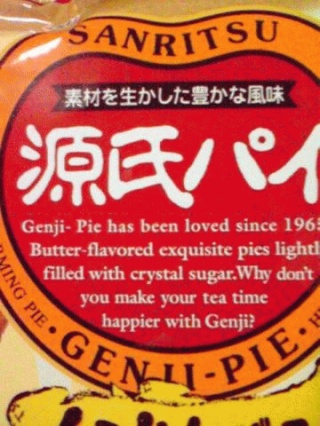 SANRITSU
素材を生かした豊かな風味
源氏パイ
Genji- Pie has been loved since 1965
Butter-flavored exquisite pies lightl
filled with crystal sugar.Why don't
you make your tea time
happier with Genji?
RMING PIE • GENJI-PIE • H